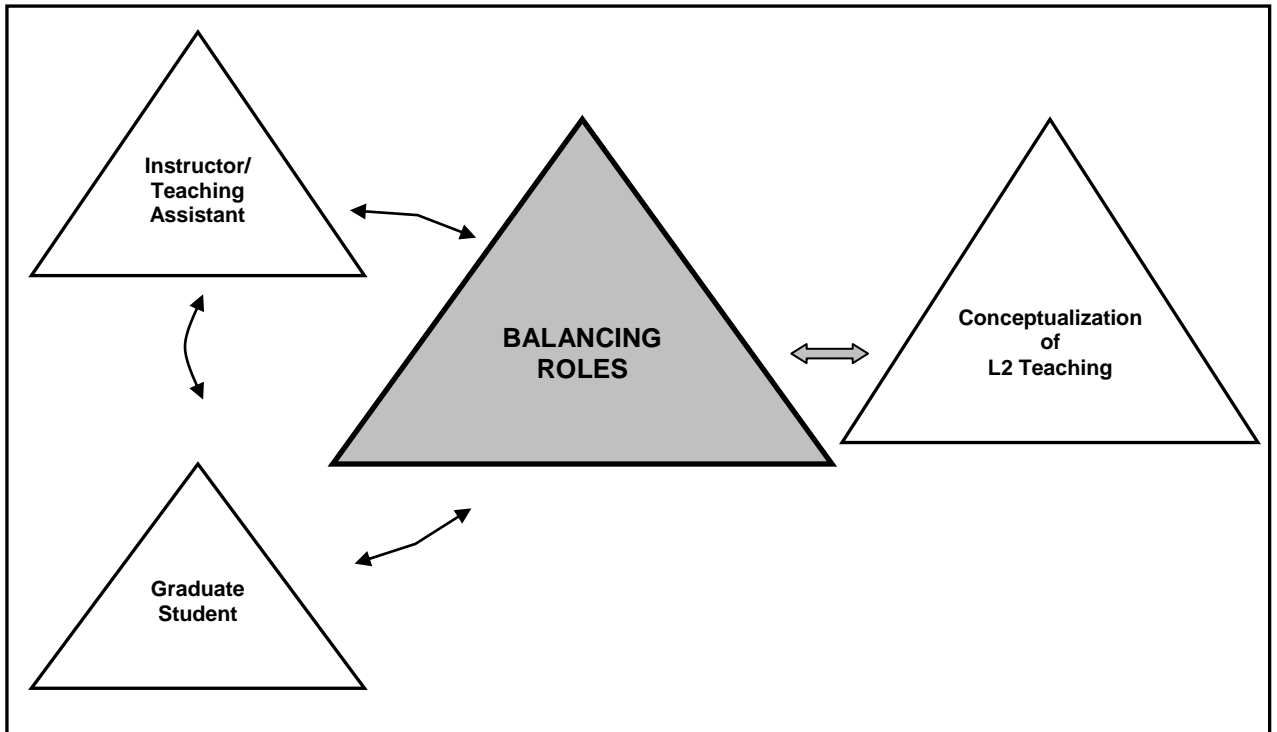 Instructor/
Teaching
Assistant
BALANCING
ROLES
Conceptualization
of
L2 Teaching
Graduate
Student